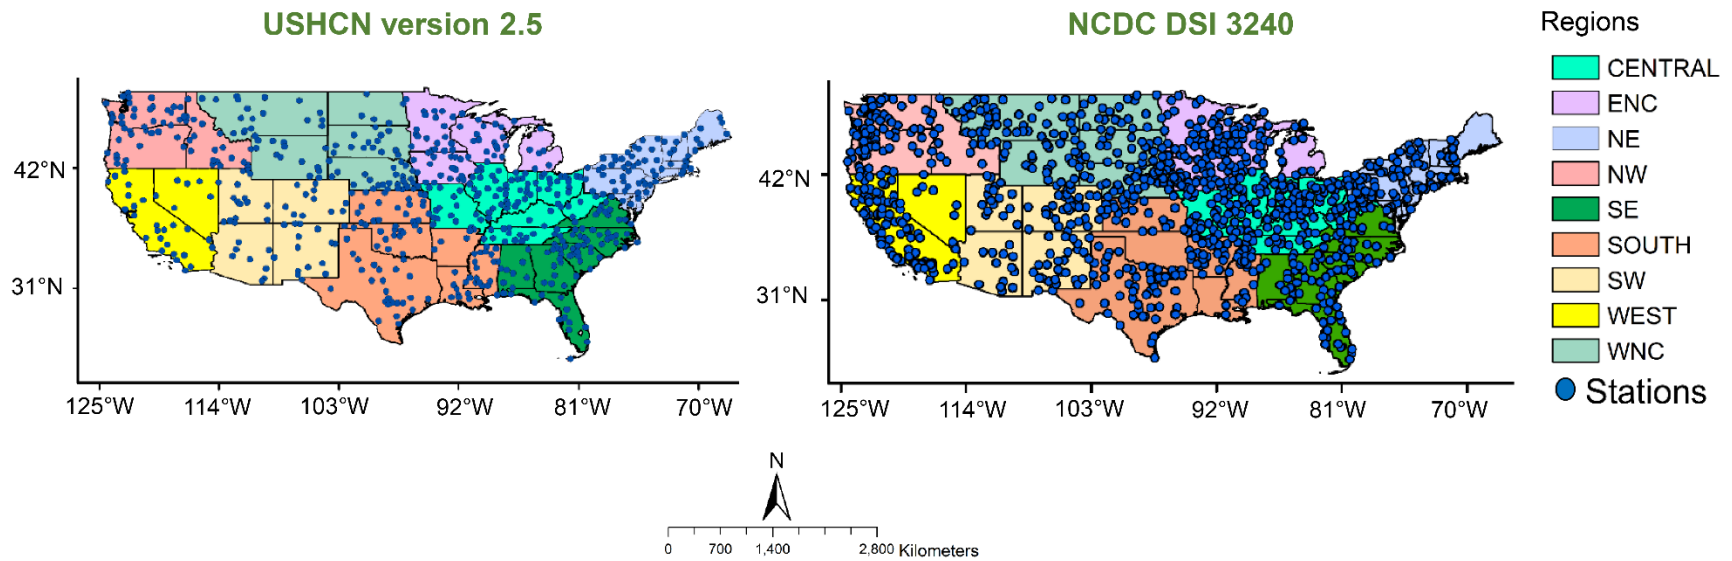 USHCN version 2.5
NCDC DSI 3240
Regions
CENTRAL
ENC
NE
NW
SE
SOUTH
SW
WEST
WNC
Stations
42°N
31°N
125°W 114°W 103°W 92°W 81°W 70°W
42°N
31°N
125°W 114°W 103°W 92°W 81°W 70°W
N
0 700 1,400 2,800 Kilometers